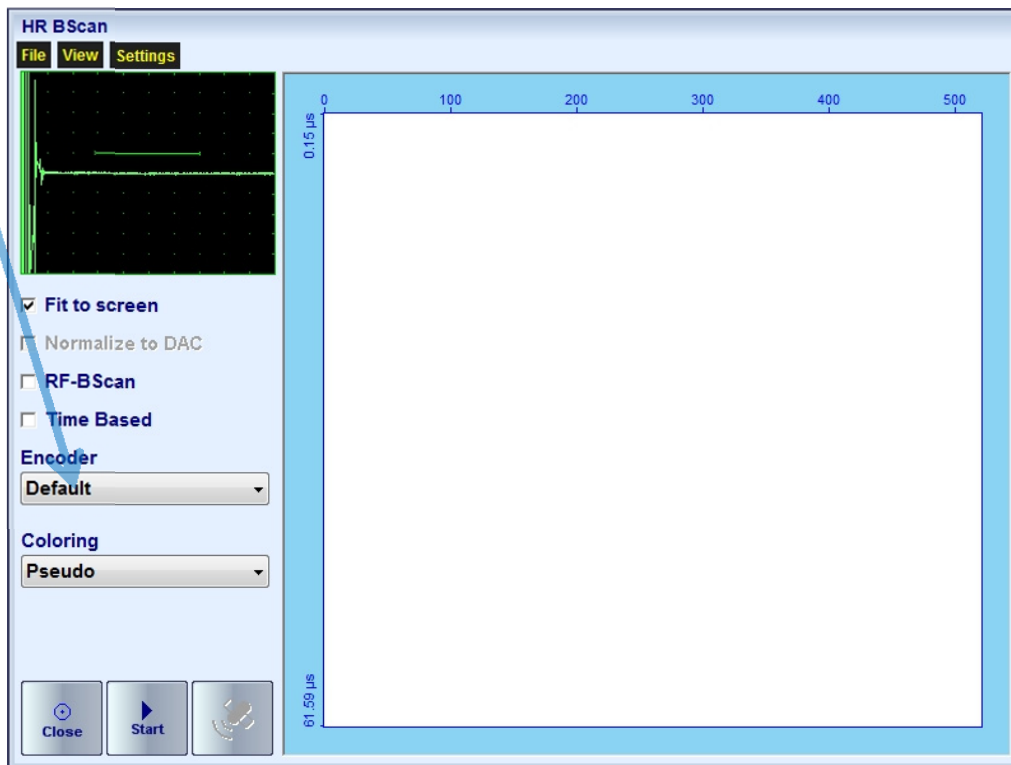 HR BScan
File View Settings
0 100 200 300 400 500
0.15 µs
Fit to screen
Normalize to DAC
RF-BScan
Time Based
Encoder
Default
Coloring
Pseudo
61.59 µs
Close Start